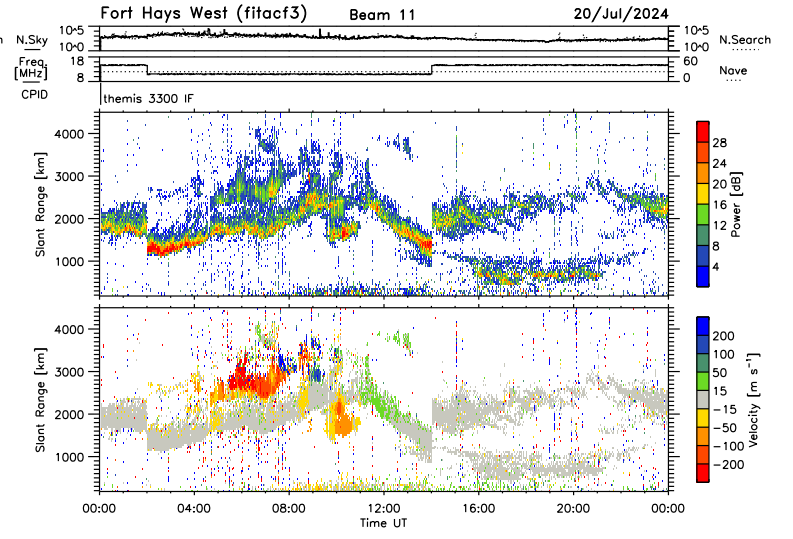 Fort Hays West (fitacf3) Beam 11 20/Jul/2024
N.Sky 10^5 10^5 N.Search
10^0 10^0
Freq. 18 60 Nave
[MHz] 8 0
CPID themis 3300 IF
4000
3000
2000
1000
Slant Range [km]
28
24
20
16
12
8
4
Power [dB]
4000
3000
2000
1000
Slant Range [km]
200
100
50
15
-15
-50
-100
-200
Velocity [m s^-1]
00:00 04:00 08:00 12:00 16:00 20:00 00:00
Time UT